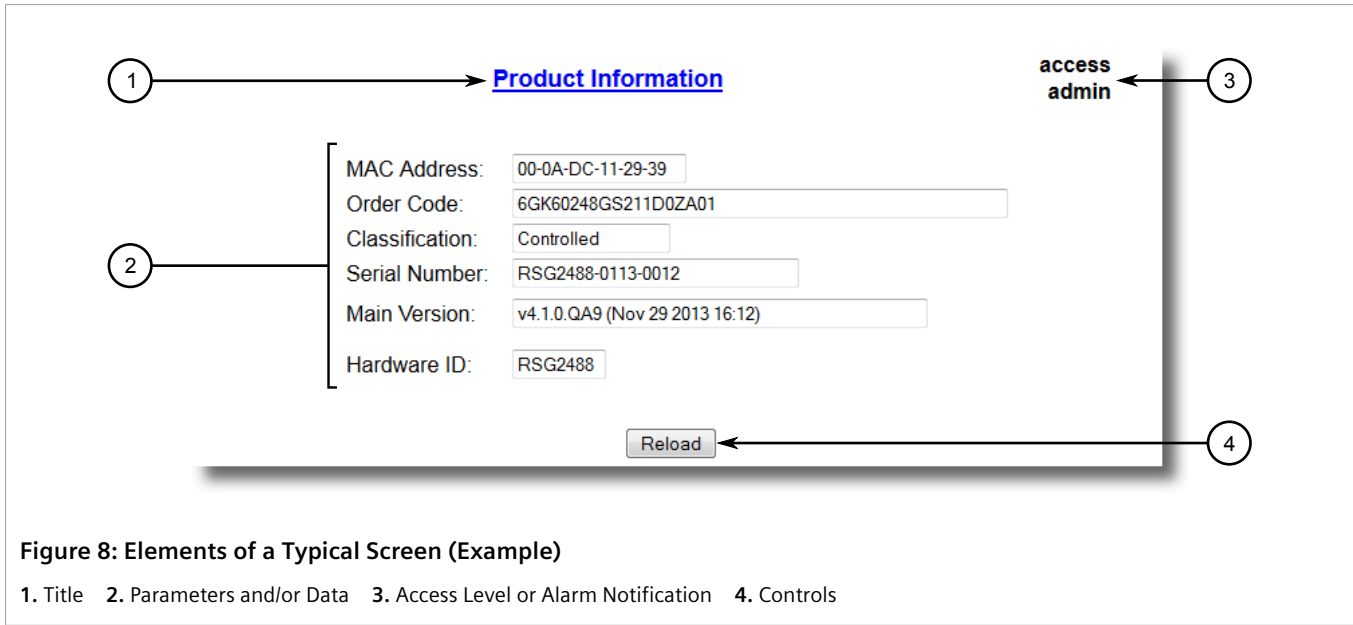 1
Product Information
access
admin
3
MAC Address: 00-0A-DC-11-29-39
Order Code: 6GK60248GS211D0ZA01
Classification: Controlled
2
Serial Number: RSG2488-0113-0012
Main Version: v4.1.0.QA9 (Nov 29 2013 16:12)
Hardware ID: RSG2488
Reload
4
Figure 8: Elements of a Typical Screen (Example)
1. Title 2. Parameters and/or Data 3. Access Level or Alarm Notification 4. Controls